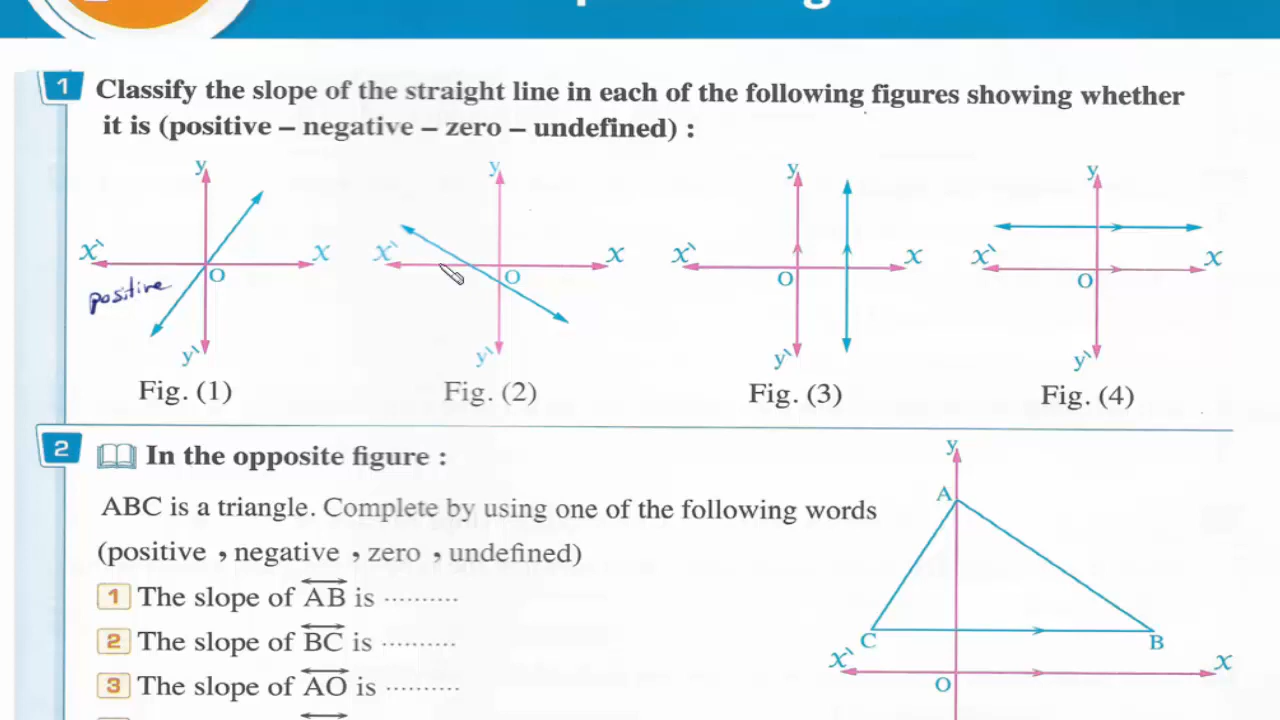 1 Classify the slope of the straight line in each of the following figures showing whether
it is (positive – negative – zero – undefined) :
y y y y
x` x x` x x` x x` x
O O O O
positive
y` y` y` y`
Fig. (1) Fig. (2) Fig. (3) Fig. (4)
2 In the opposite figure :
ABC is a triangle. Complete by using one of the following words
(positive , negative , zero , undefined)
1 The slope of AB is ..........
2 The slope of BC is ..........
3 The slope of AO is ..........
y
A
C B
x` x
O